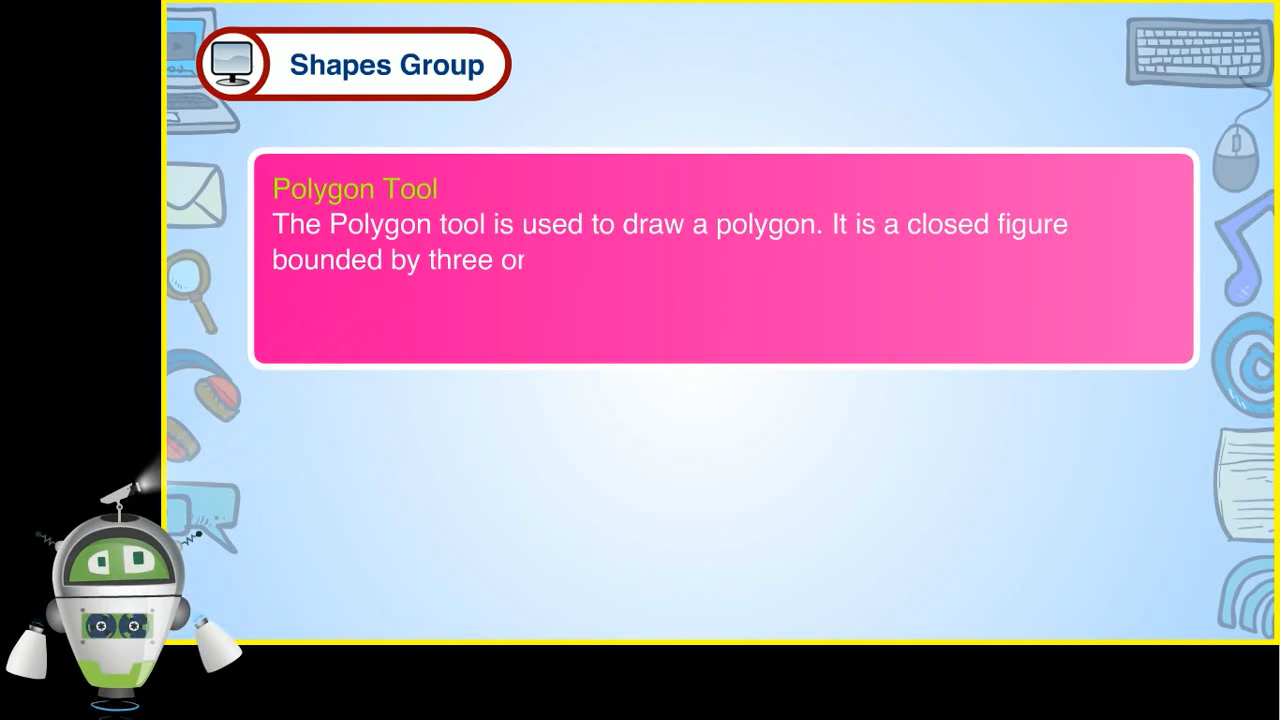 Shapes Group
Polygon Tool
The Polygon tool is used to draw a polygon. It is a closed figure
bounded by three or